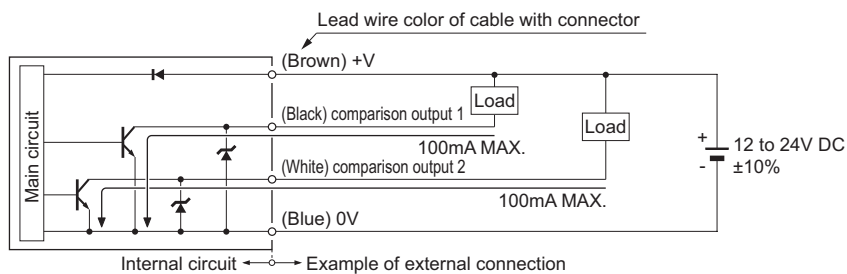 Lead wire color of cable with connector
(Brown) +V
(Black) comparison output 1
Load
Load
100mA MAX.
Main circuit
+ 12 to 24V DC
- ±10%
(White) comparison output 2
100mA MAX.
(Blue) 0V
Internal circuit
Example of external connection